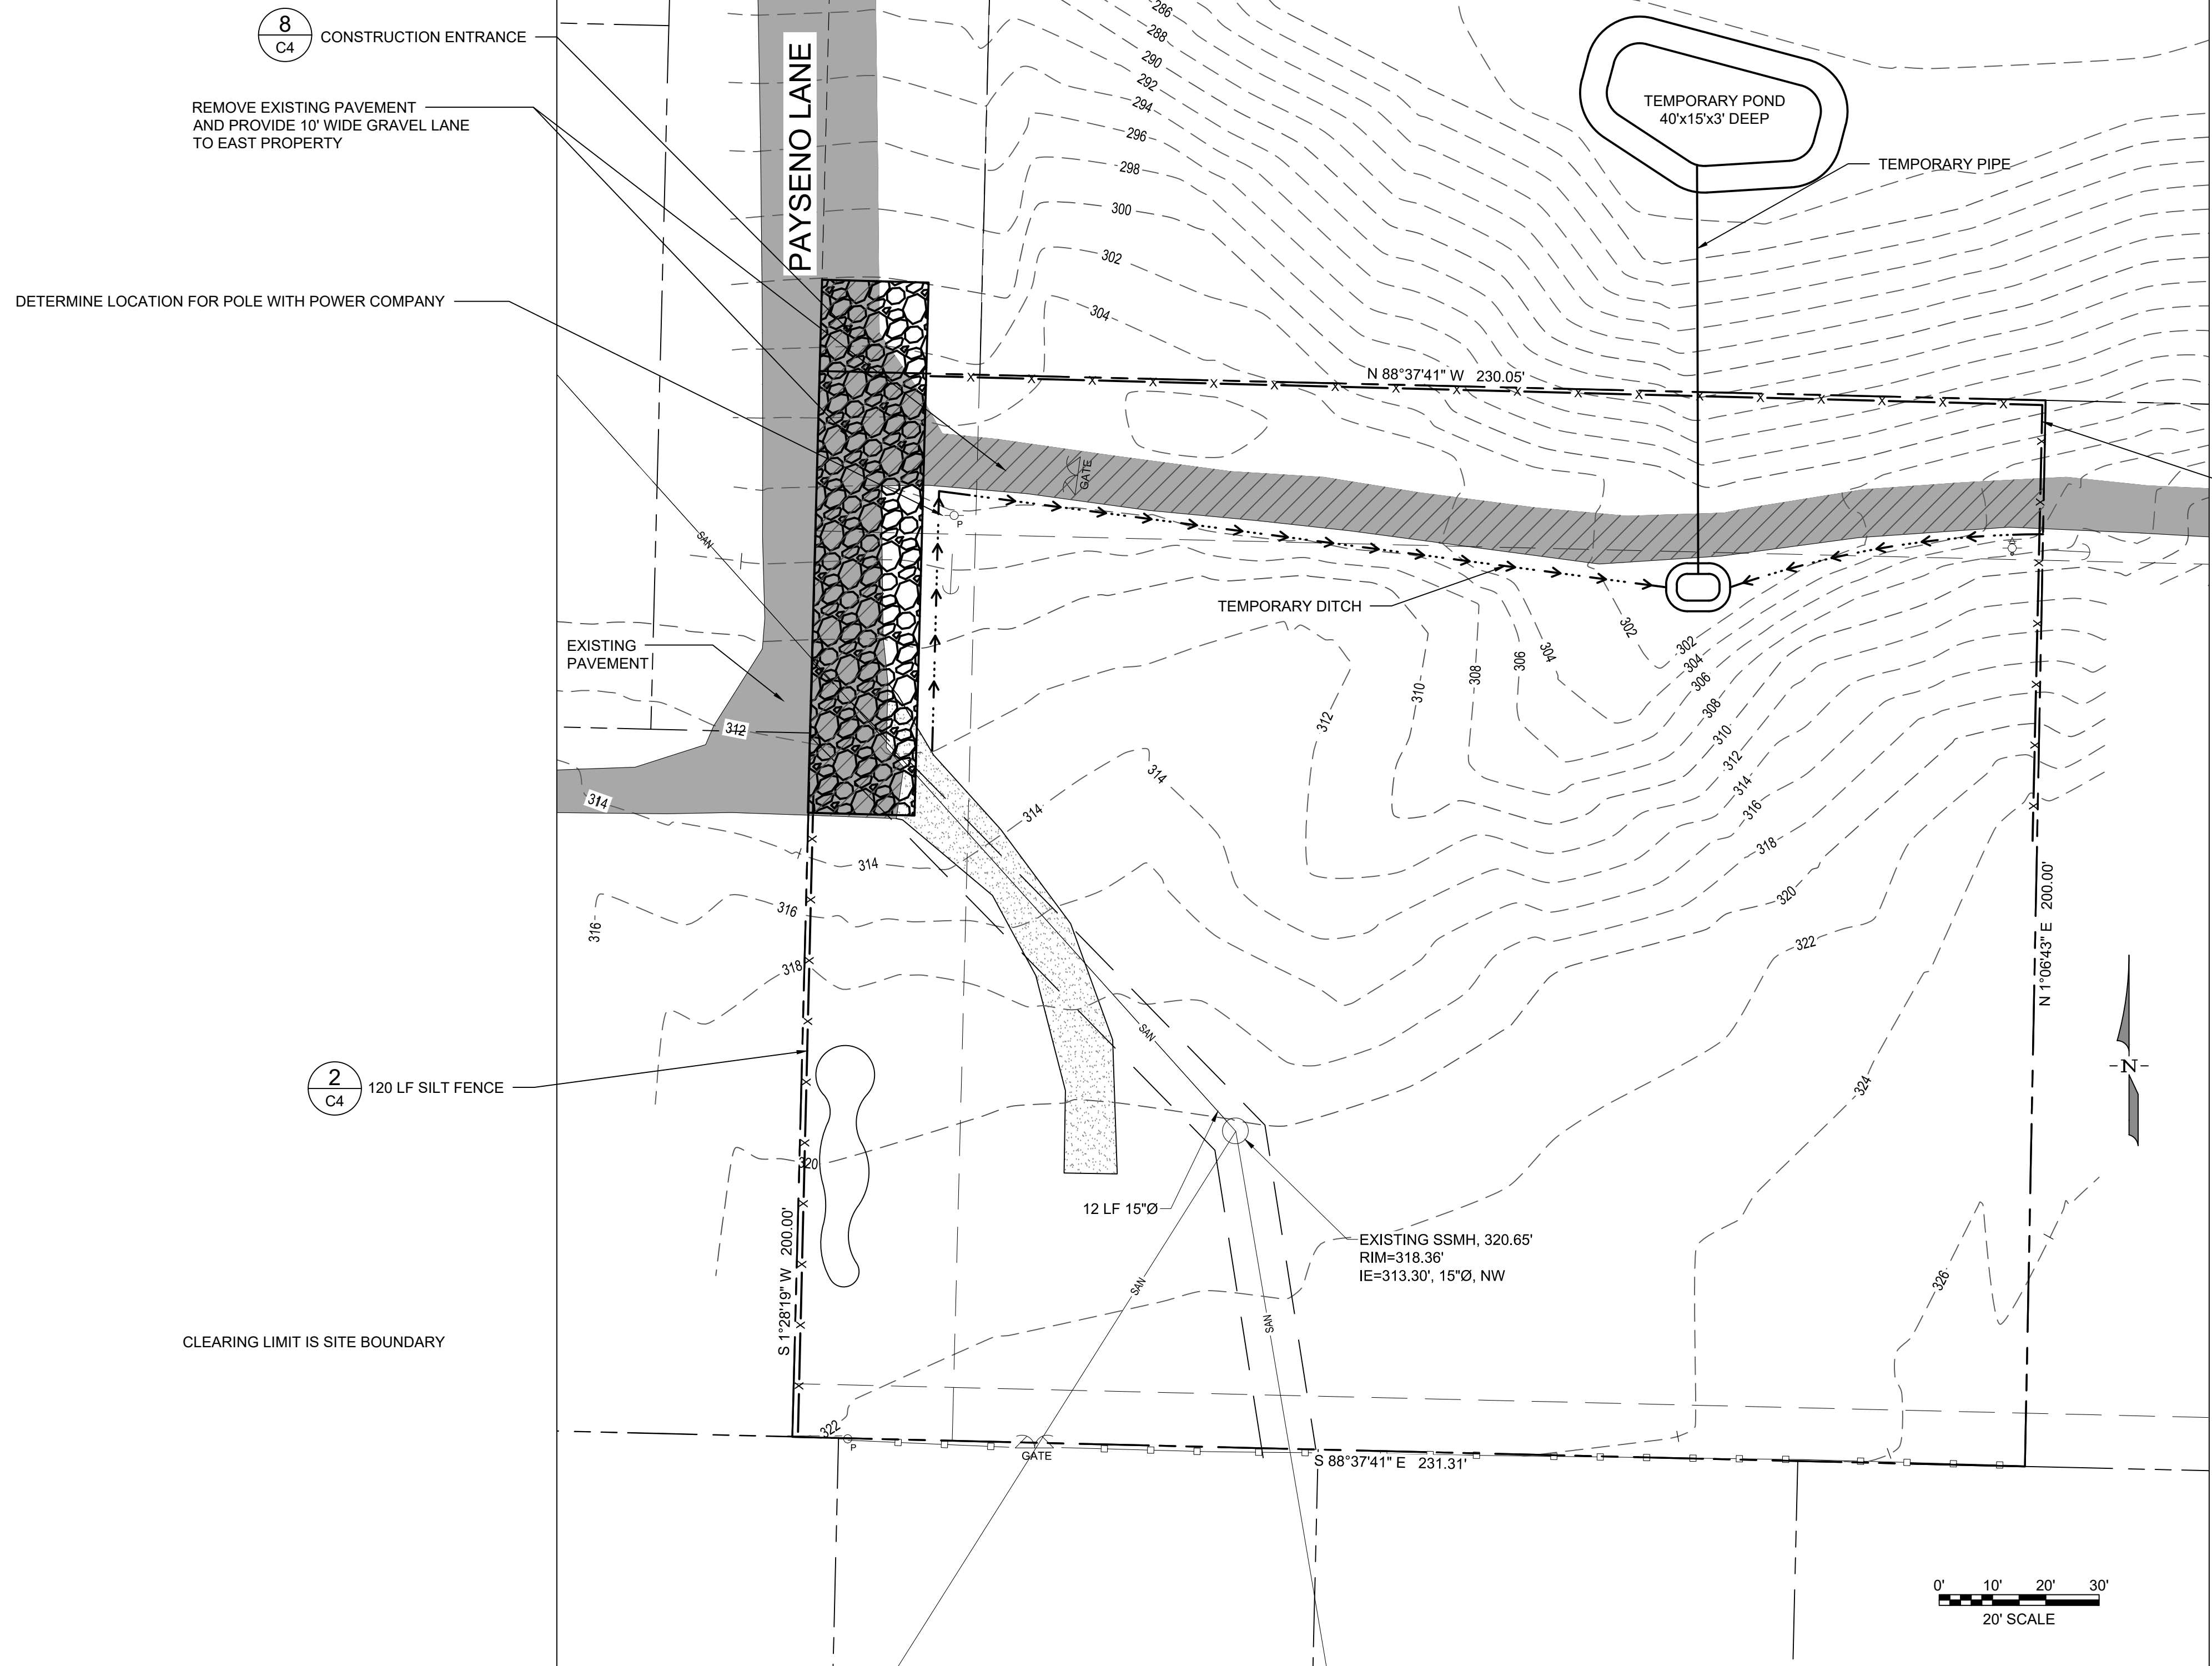 8
C4
CONSTRUCTION ENTRANCE
REMOVE EXISTING PAVEMENT
AND PROVIDE 10' WIDE GRAVEL LANE
TO EAST PROPERTY
PAYSENO LANE
286
288
290
292
294
296
298
300
302
304
TEMPORARY POND
40'x15'x3' DEEP
TEMPORARY PIPE
DETERMINE LOCATION FOR POLE WITH POWER COMPANY
N 88°37'41" W 230.05'
GATE
P
SAN
TEMPORARY DITCH
EXISTING
PAVEMENT
312
314
302
304
306
308
310
312
302
304
306
308
310
312
314
316
318
320
322
324
326
314
314
314
316
316
318
320
322
N 1°06'43" E 200.00'
N
2
C4
120 LF SILT FENCE
SAN
12 LF 15"Ø
EXISTING SSMH, 320.65'
RIM=318.36'
IE=313.30', 15"Ø, NW
SAN
SAN
S 1°28'19" W 200.00'
CLEARING LIMIT IS SITE BOUNDARY
P
GATE
S 88°37'41" E 231.31'
0' 10' 20' 30'
20' SCALE